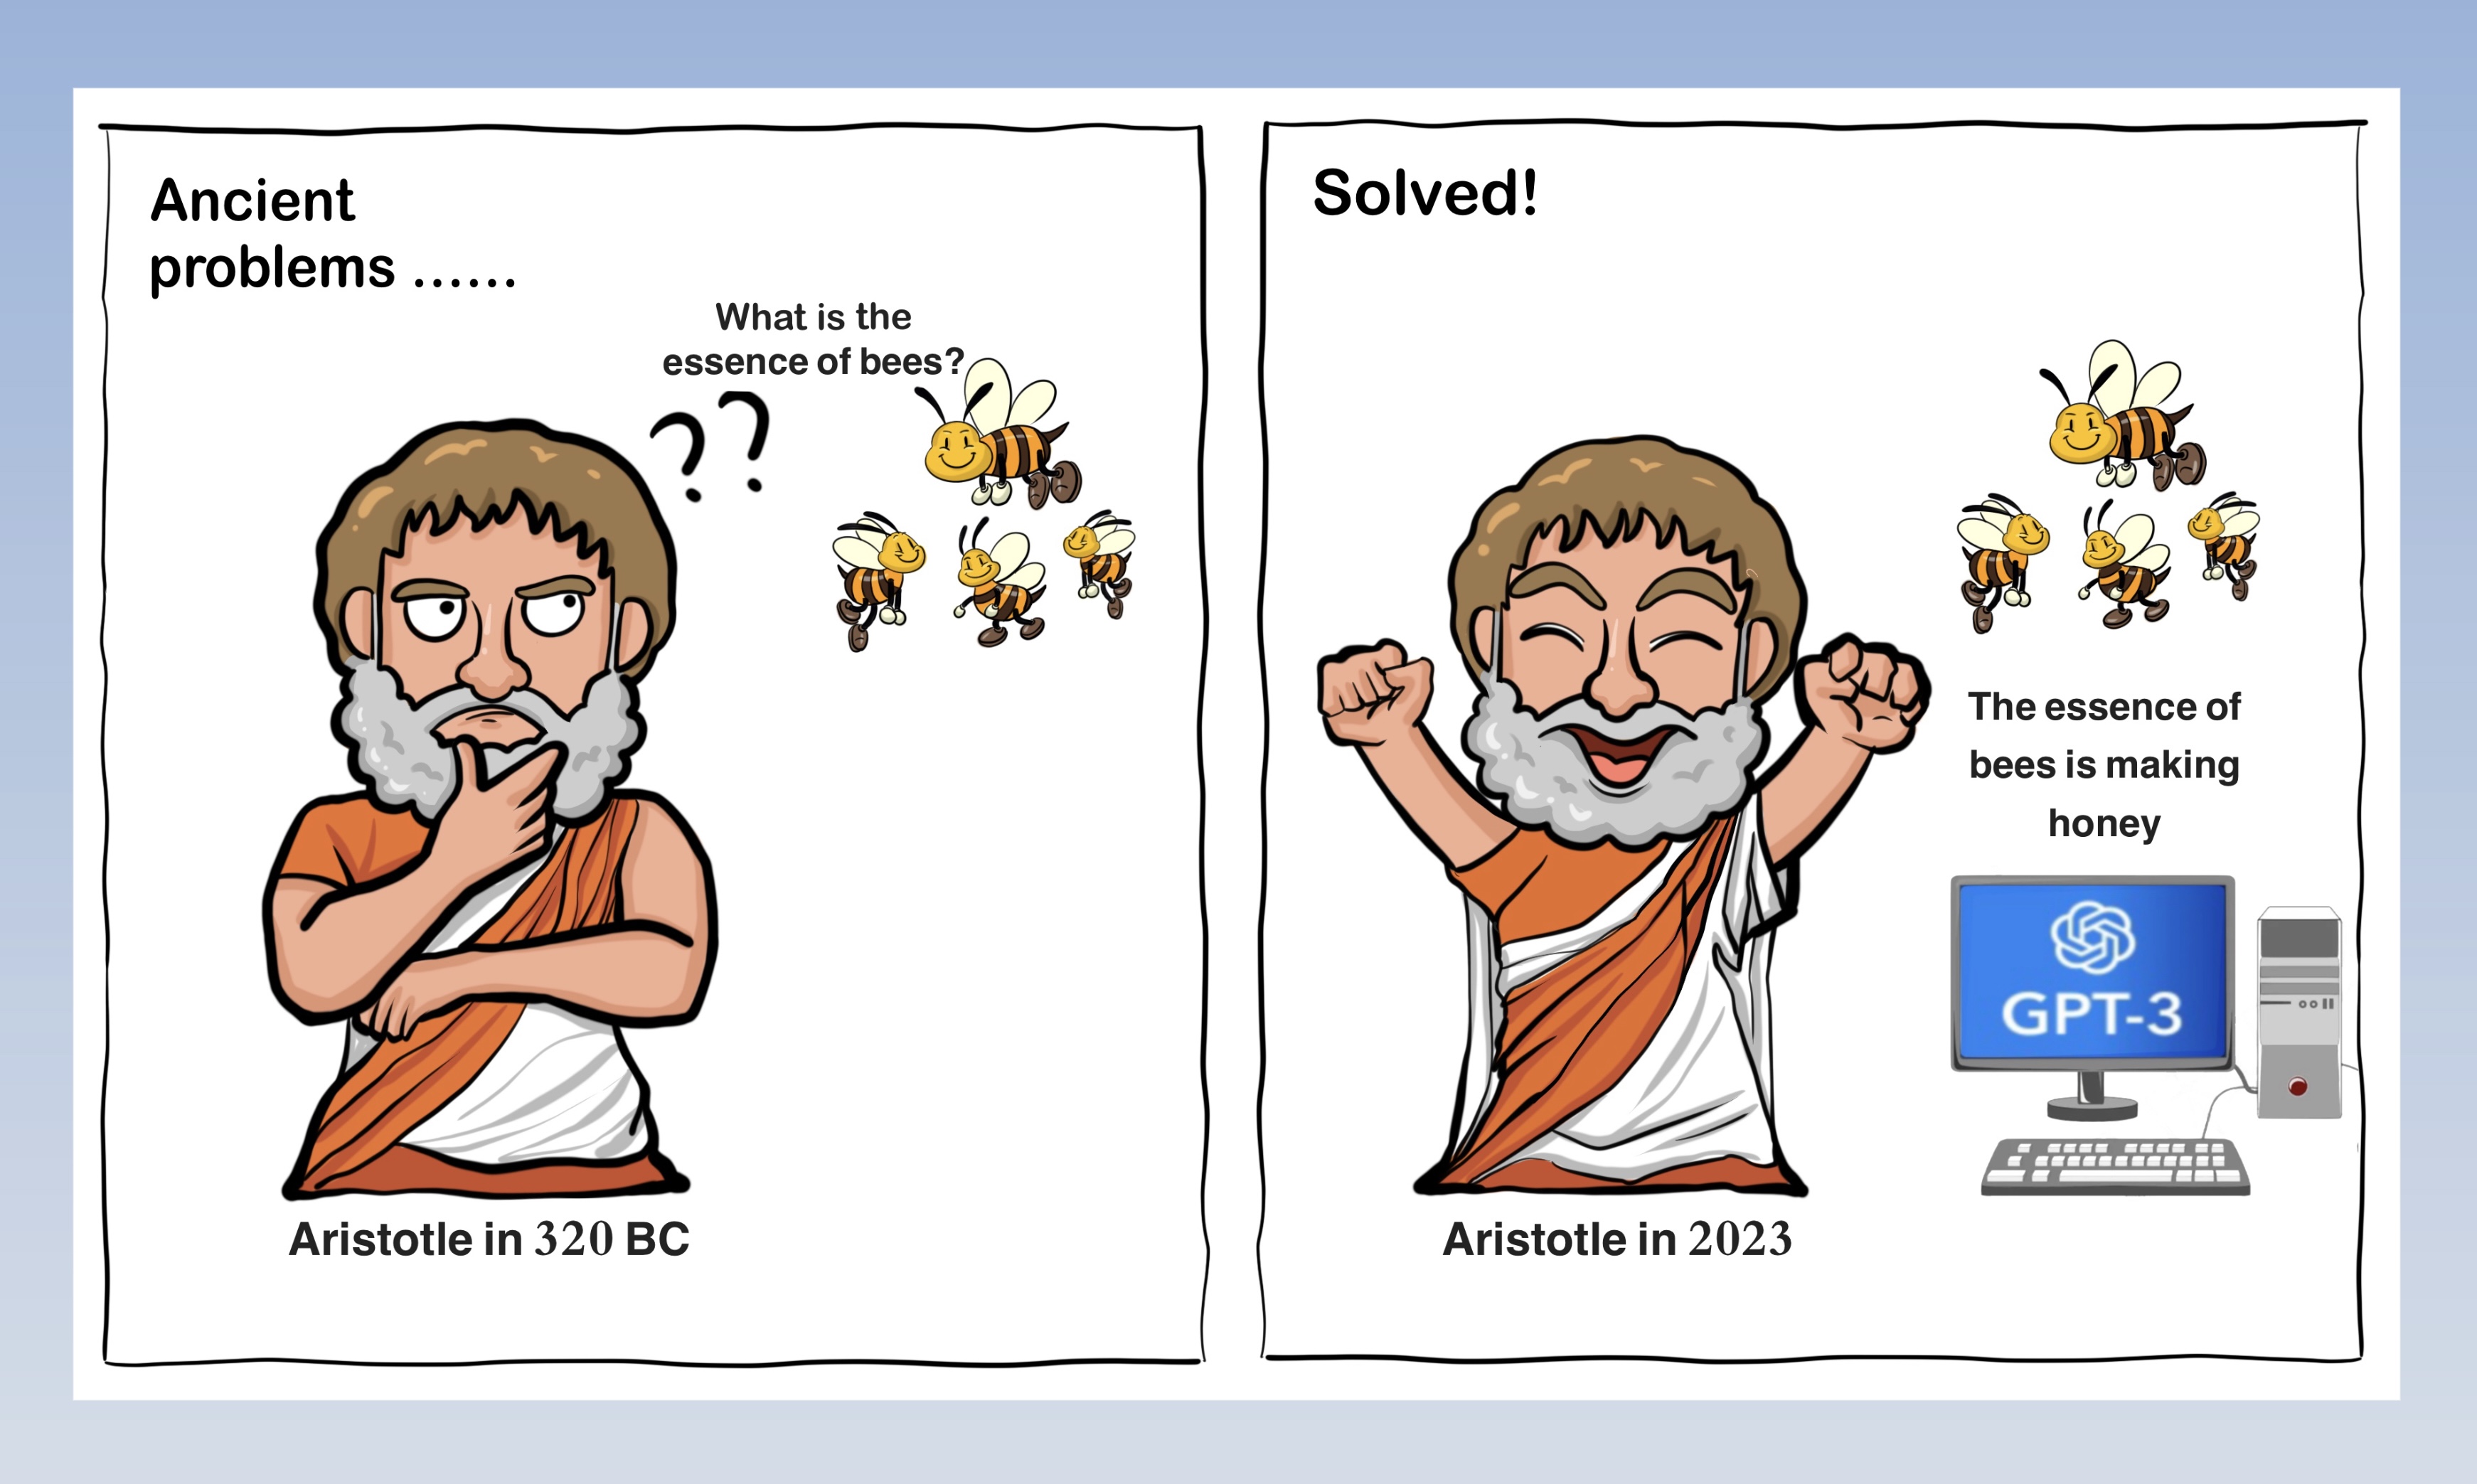 Ancient
problems ......
What is the
essence of bees?
??
Aristotle in 320 BC
Solved!
The essence of
bees is making
honey
GPT-3
Aristotle in 2023